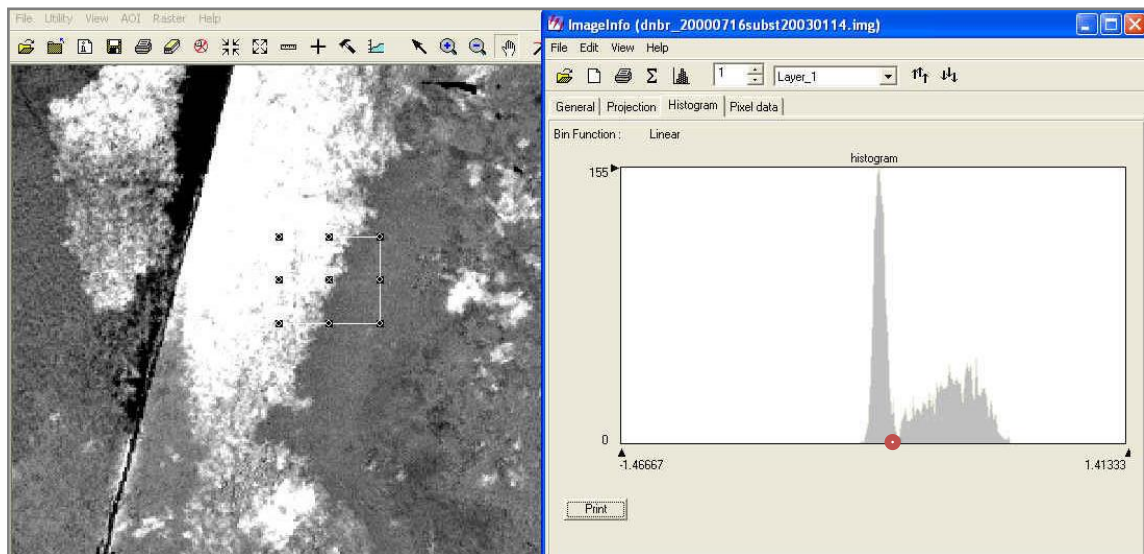 File Utility View AOI Raster Help
ImageInfo (dnbr_20000716subst20030114.img)
File Edit View Help
Σ 1 Layer_1
General Projection Histogram Pixel data
Bin Function : Linear
histogram
155
0
-1.46667 1.41333
Print